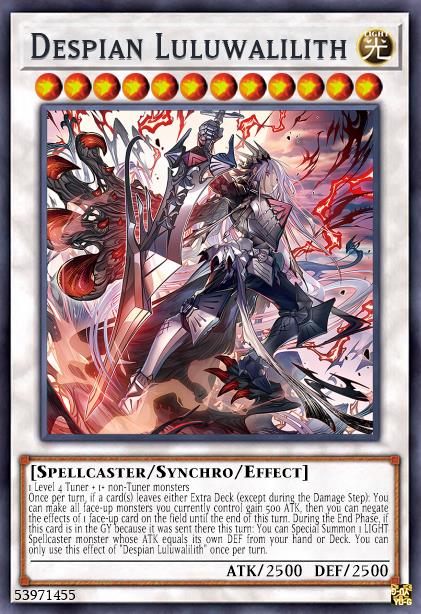 Despian Luluwalilith
LIGHT
光
[Spellcaster/Synchro/Effect]
1 Level 4 Tuner + 1+ non-Tuner monsters
Once per turn, if a card(s) leaves either Extra Deck (except during the Damage Step): You
can make all face-up monsters you currently control gain 500 ATK, then you can negate
the effects of 1 face-up card on the field until the end of this turn. During the End Phase, if
this card is in the GY because it was sent there this turn: You can Special Summon 1 LIGHT
Spellcaster monster whose ATK equals its own DEF from your hand or Deck. You can
only use this effect of "Despian Luluwalilith" once per turn.
ATK/2500 DEF/2500
53971455